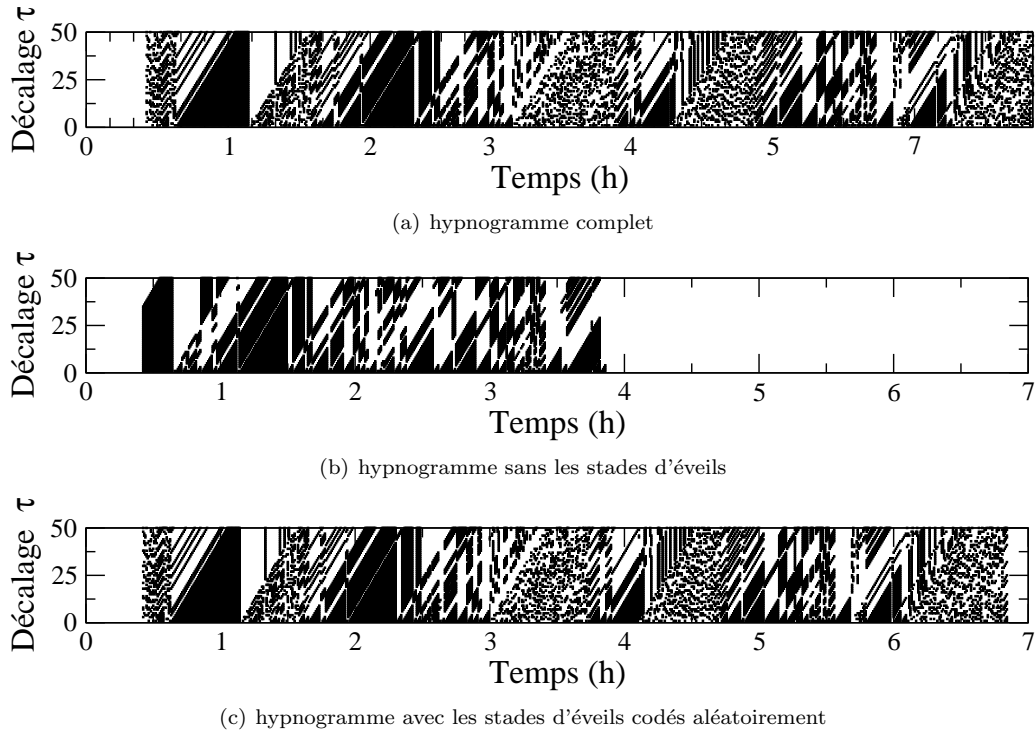 Décalage τ
50
25
0
0 1 2 3 4 5 7
Temps (h)
(a) hypnogramme complet
Décalage τ
50
25
0
0 1 2 3 4 5 6 7
Temps (h)
(b) hypnogramme sans les stades d'éveils
Décalage τ
50
25
0
0 1 2 3 4 5 6 7
Temps (h)
(c) hypnogramme avec les stades d'éveils codés aléatoirement